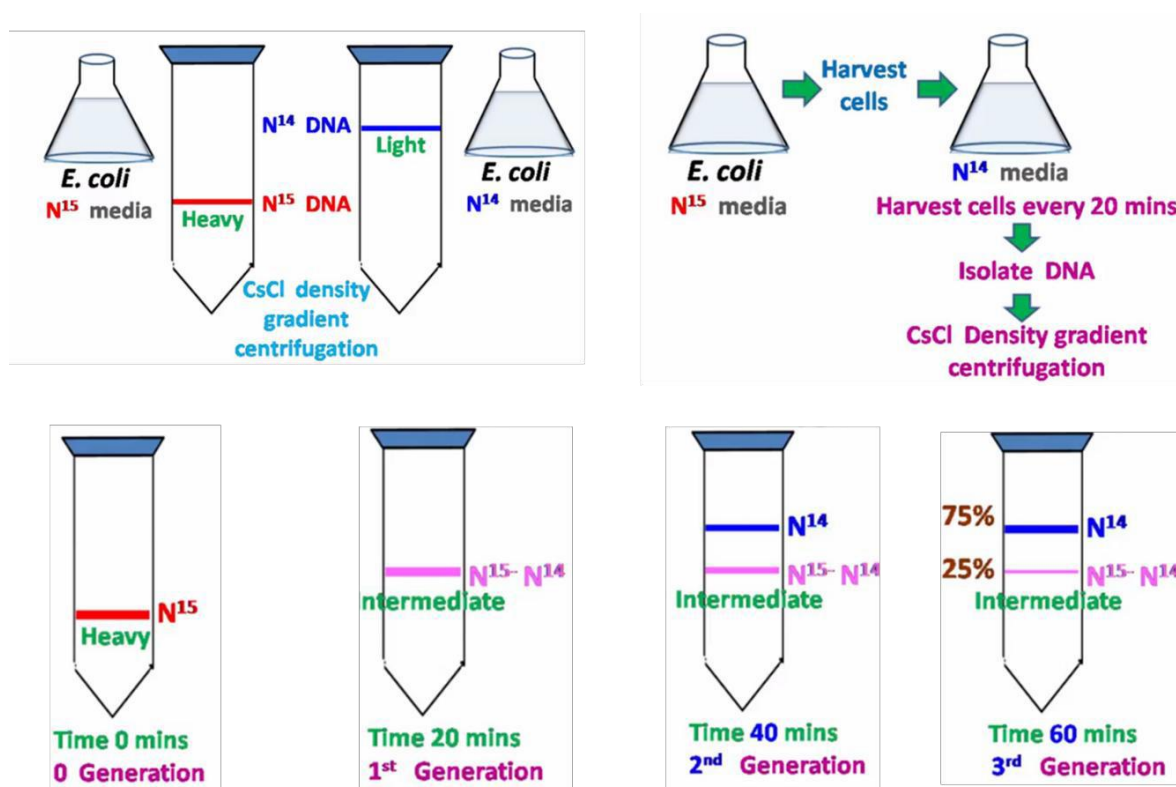 E. coli
N¹⁵ media
Heavy
N¹⁴ DNA
N¹⁵ DNA
Light
E. coli
N¹⁴ media
CsCl density
gradient
centrifugation
E. coli
N¹⁵ media
Harvest
cells
N¹⁴ media
Harvest cells every 20 mins
Isolate DNA
CsCl Density gradient
centrifugation
N¹⁵
Heavy
Time 0 mins
0 Generation
N¹⁵- N¹⁴
ntermediate
Time 20 mins
1st Generation
N¹⁴
N¹⁵- N¹⁴
Intermediate
Time 40 mins
2nd Generation
75% N¹⁴
25% N¹⁵- N¹⁴
Intermediate
Time 60 mins
3rd Generation